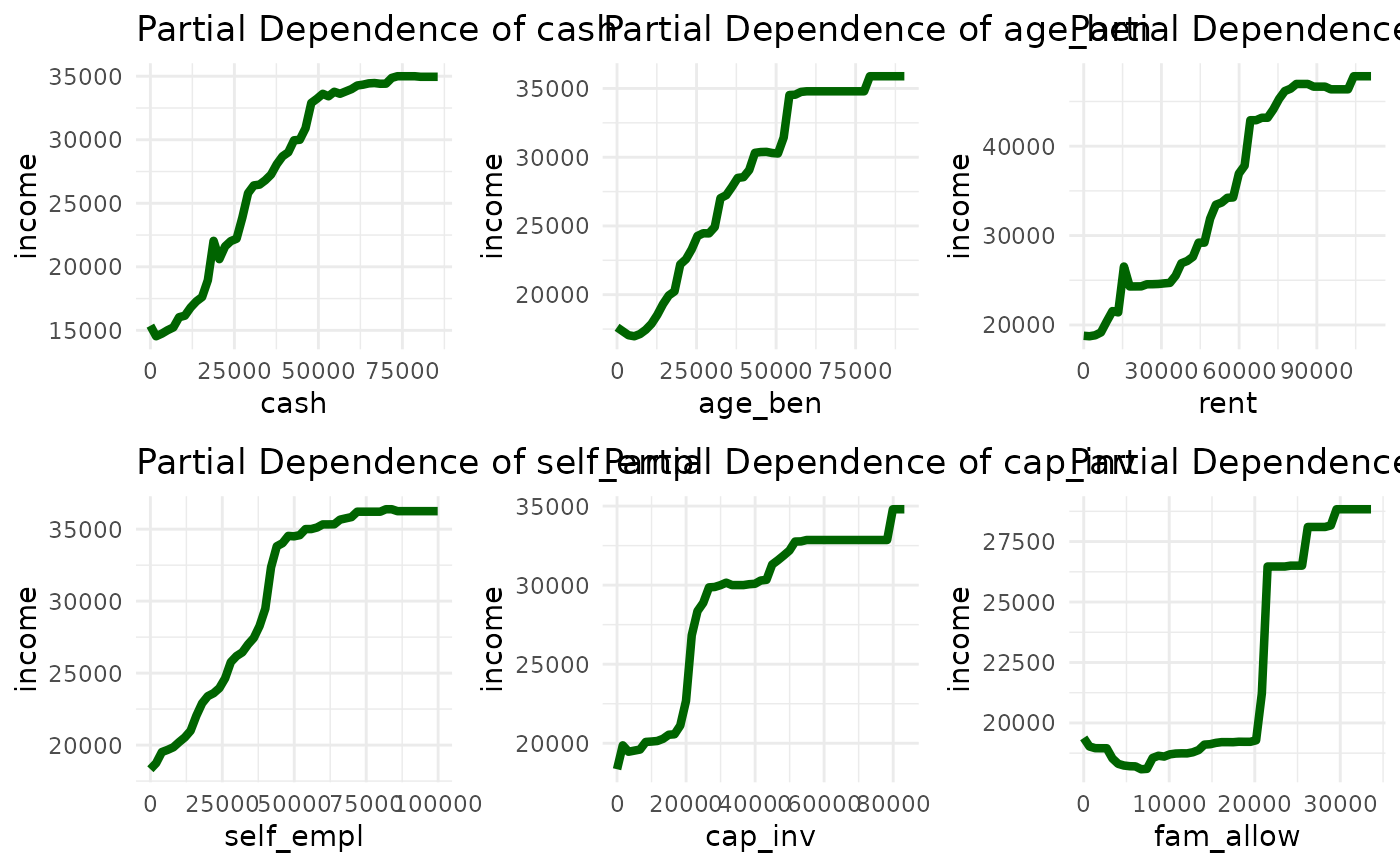 Partial Dependence of cash
Partial Dependence of age_ben
Partial Dependence
income
35000
30000
25000
20000
15000
0 25000 50000 75000
cash
income
35000
30000
25000
20000
0 25000 50000 75000
age_ben
income
40000
30000
20000
0 30000 60000 90000
rent
Partial Dependence of self_empl
Partial Dependence of cap_inv
Partial Dependence
income
35000
30000
25000
20000
0 25000 50000 75000 100000
self_empl
income
35000
30000
25000
20000
0 20000 40000 60000 80000
cap_inv
income
27500
25000
22500
20000
0 10000 20000 30000
fam_allow